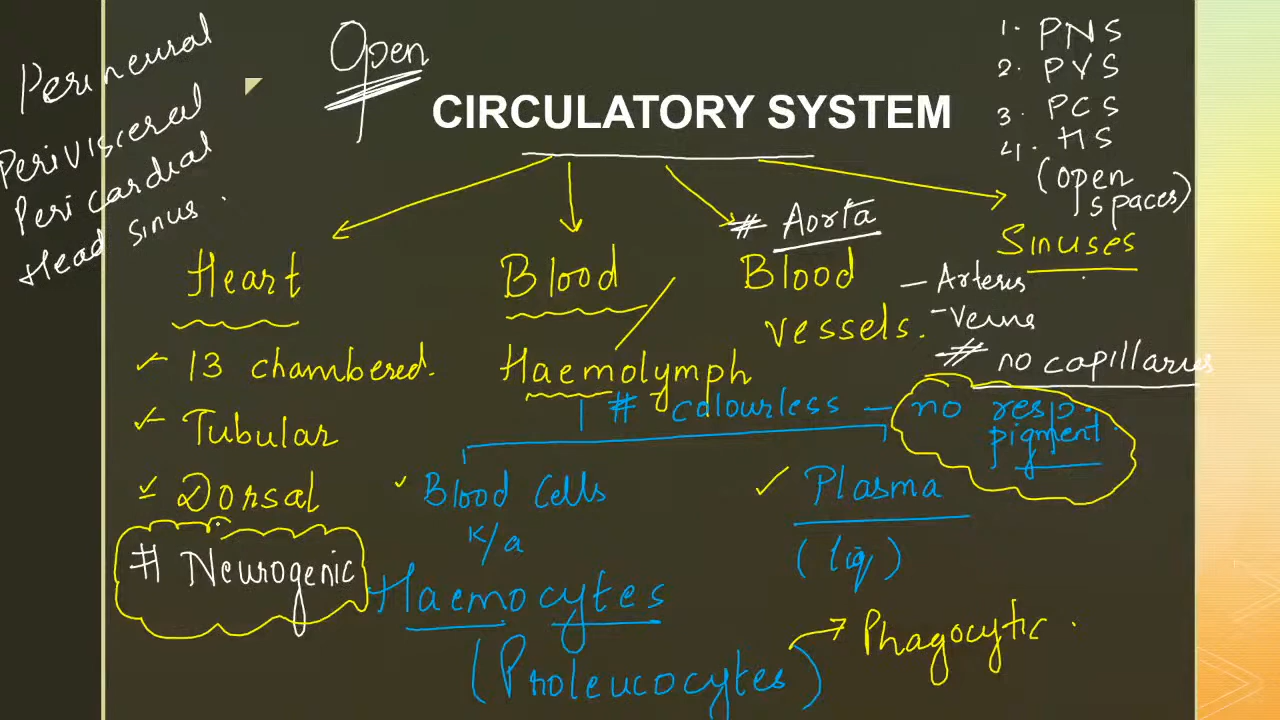 Perineural
Perivisceral
Pericardial
Head sinus.
Open
CIRCULATORY SYSTEM
1. PNS
2. PVS
3. PCS
4. HS
(open
spaces)
Heart
✓ 13 chambered.
✓ Tubular
✓ Dorsal
# Neurogenic
Blood
Haemolymph
# colourless – no resp.
pigment.
✓ Blood Cells
K/a
Haemocytes
(Proleucocytes)
→ Phagocytic.
✓ Plasma
(liq)
# Aorta
Blood
vessels.
Sinuses
– Arteries
– Veins
# no capillaries